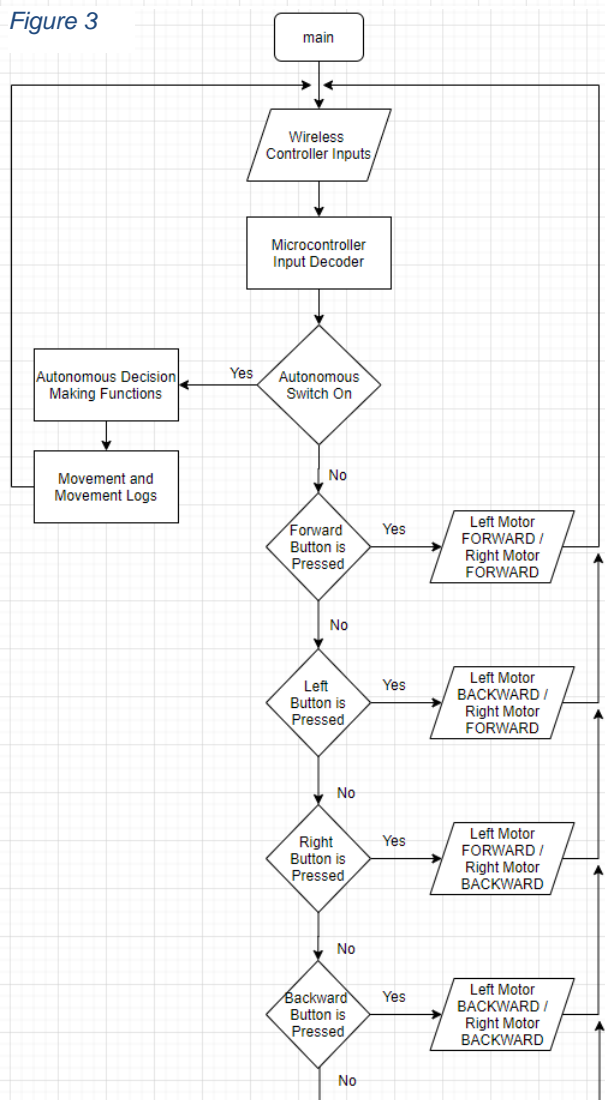 Figure 3
main
Wireless
Controller Inputs
Microcontroller
Input Decoder
Autonomous
Switch On
Yes
Autonomous Decision
Making Functions
Movement and
Movement Logs
No
Forward
Button is
Pressed
Yes
Left Motor
FORWARD /
Right Motor
FORWARD
No
Left
Button is
Pressed
Yes
Left Motor
BACKWARD /
Right Motor
FORWARD
No
Right
Button is
Pressed
Yes
Left Motor
FORWARD /
Right Motor
BACKWARD
No
Backward
Button is
Pressed
Yes
Left Motor
BACKWARD /
Right Motor
BACKWARD
No